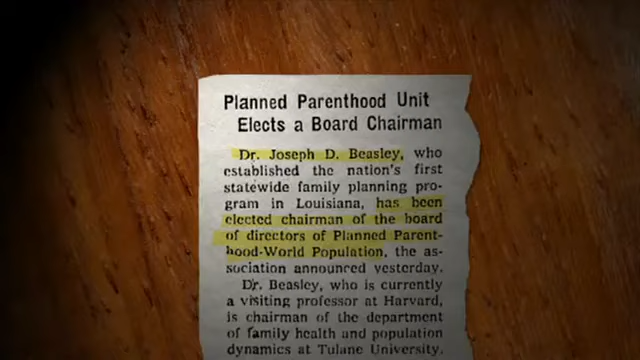 Planned Parenthood Unit
Elects a Board Chairman
Dr. Joseph D. Beasley, who
established the nation's first
statewide family planning pro-
gram in Louisiana, has been
elected chairman of the board
of directors of Planned Parent-
hood-World Population, the as-
sociation announced yesterday.
Dr. Beasley, who is currently
a visiting professor at Harvard,
is chairman of the department
of family health and population
dynamics at Tulane University.